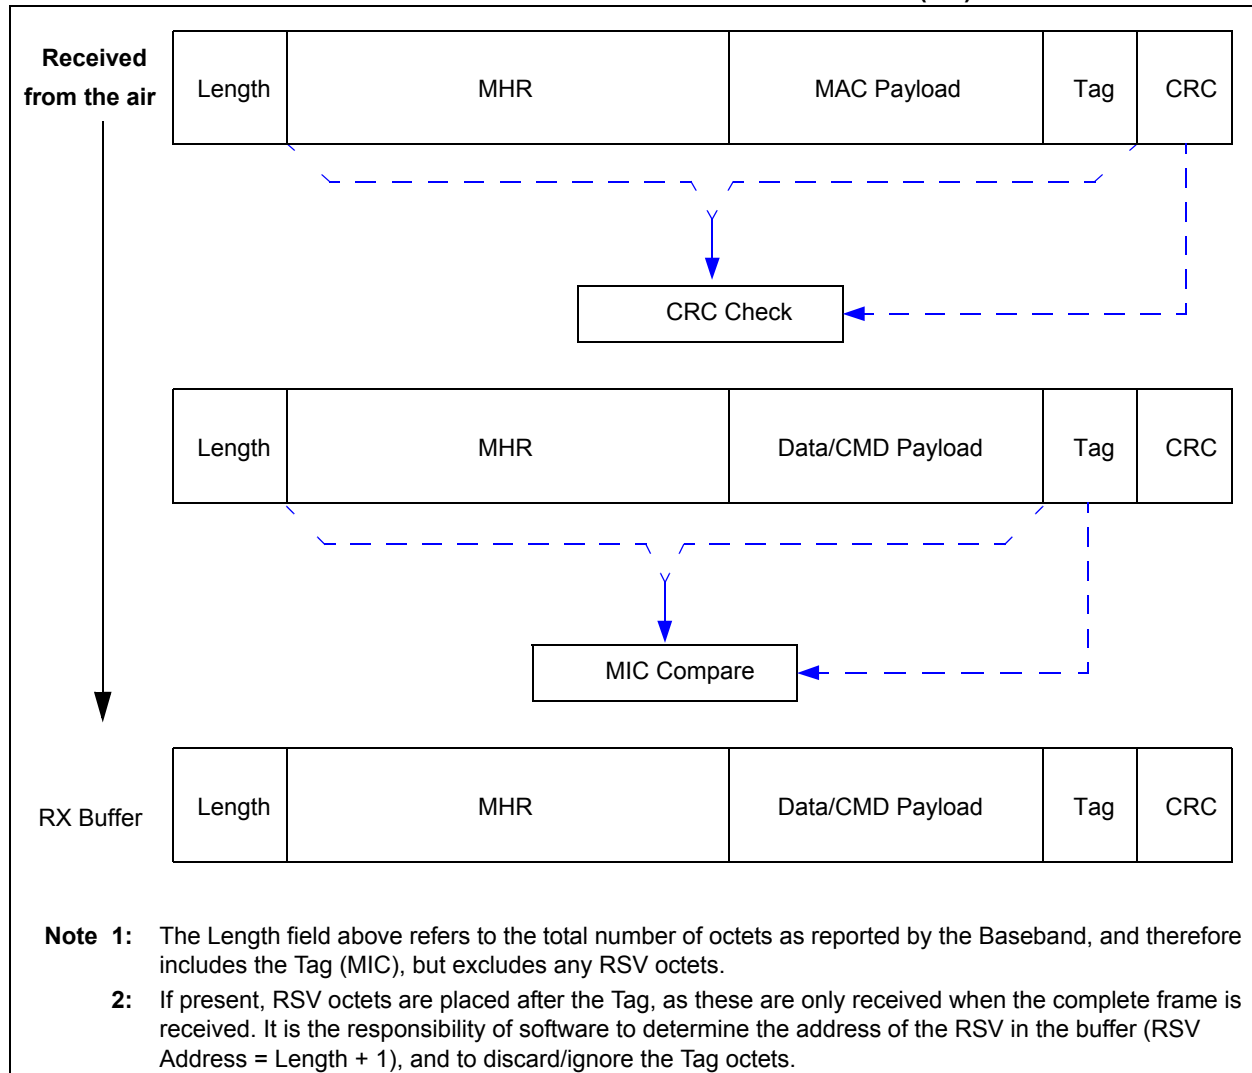 Received
from the air
Length MHR MAC Payload Tag CRC
CRC Check
Length MHR Data/CMD Payload Tag CRC
MIC Compare
RX Buffer
Length MHR Data/CMD Payload Tag CRC
Note 1: The Length field above refers to the total number of octets as reported by the Baseband, and therefore
includes the Tag (MIC), but excludes any RSV octets.
2: If present, RSV octets are placed after the Tag, as these are only received when the complete frame is
received. It is the responsibility of software to determine the address of the RSV in the buffer (RSV
Address = Length + 1), and to discard/ignore the Tag octets.